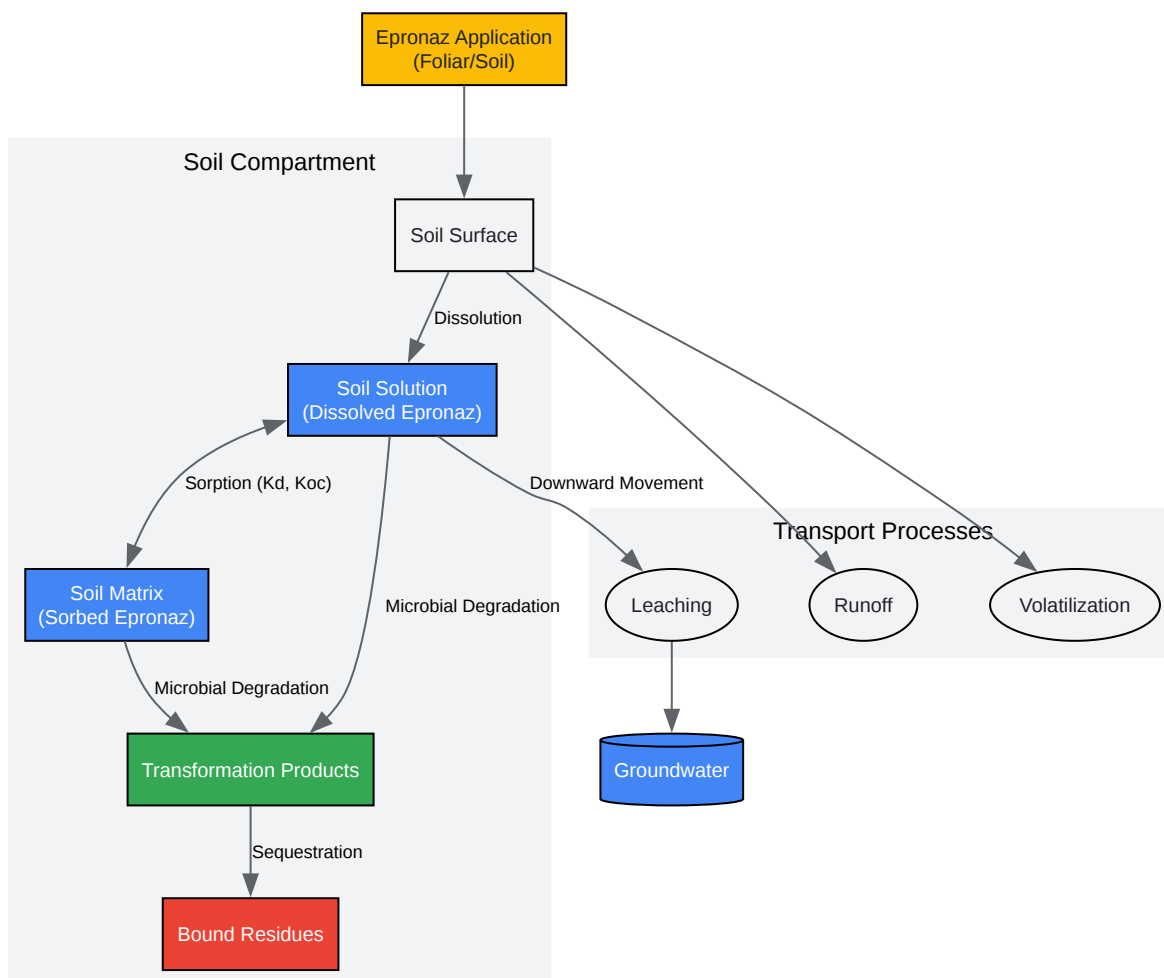 Epronaz Application
(Foliar/Soil)
Soil Compartment
Soil Surface
Dissolution
Soil Solution
(Dissolved Epronaz)
Sorption (Kd, Koc)
Downward Movement
Transport Processes
Soil Matrix
(Sorbed Epronaz)
Microbial Degradation
Leaching
Runoff
Volatilization
Microbial Degradation
Transformation Products
Groundwater
Sequestration
Bound Residues